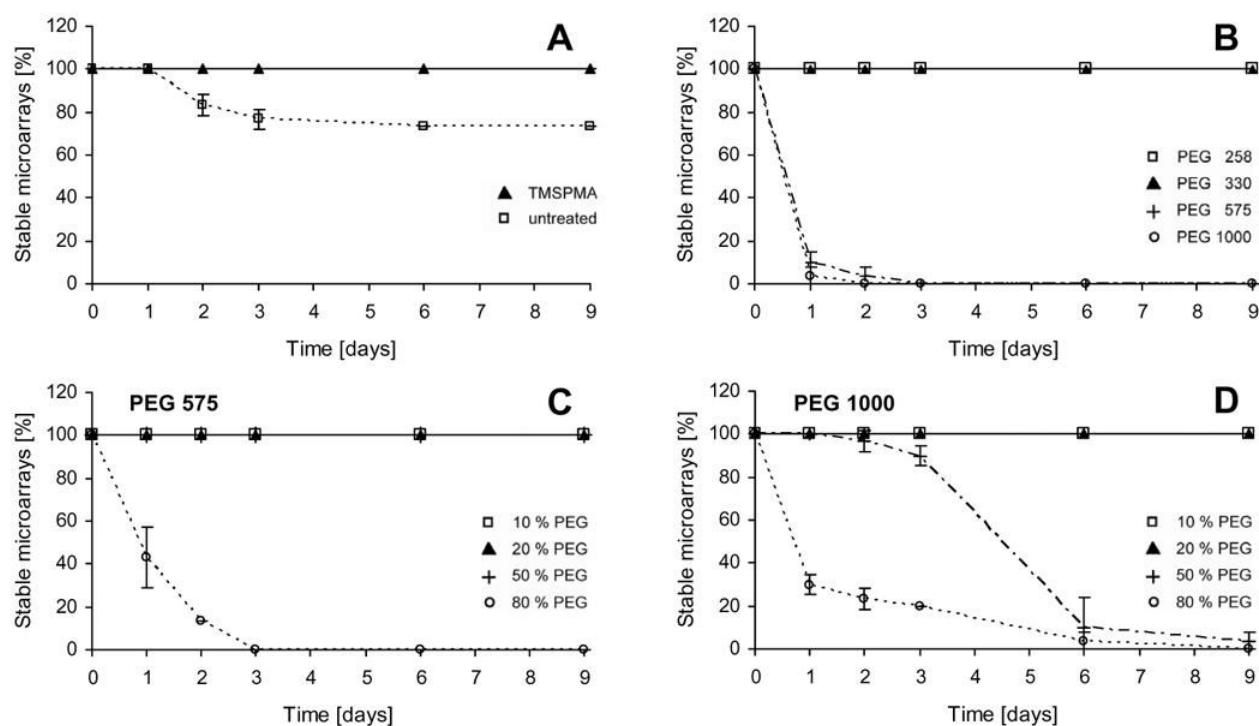 A
Stable microarrays [%]
120
100
80
60
40
20
0
TMSPMA
untreated
0 1 2 3 4 5 6 7 8 9
Time [days]
B
Stable microarrays [%]
120
100
80
60
40
20
0
PEG 258
PEG 330
PEG 575
PEG 1000
0 1 2 3 4 5 6 7 8 9
Time [days]
PEG 575
C
Stable microarrays [%]
120
100
80
60
40
20
0
10 % PEG
20 % PEG
50 % PEG
80 % PEG
0 1 2 3 4 5 6 7 8 9
Time [days]
PEG 1000
D
Stable microarrays [%]
120
100
80
60
40
20
0
10 % PEG
20 % PEG
50 % PEG
80 % PEG
0 1 2 3 4 5 6 7 8 9
Time [days]